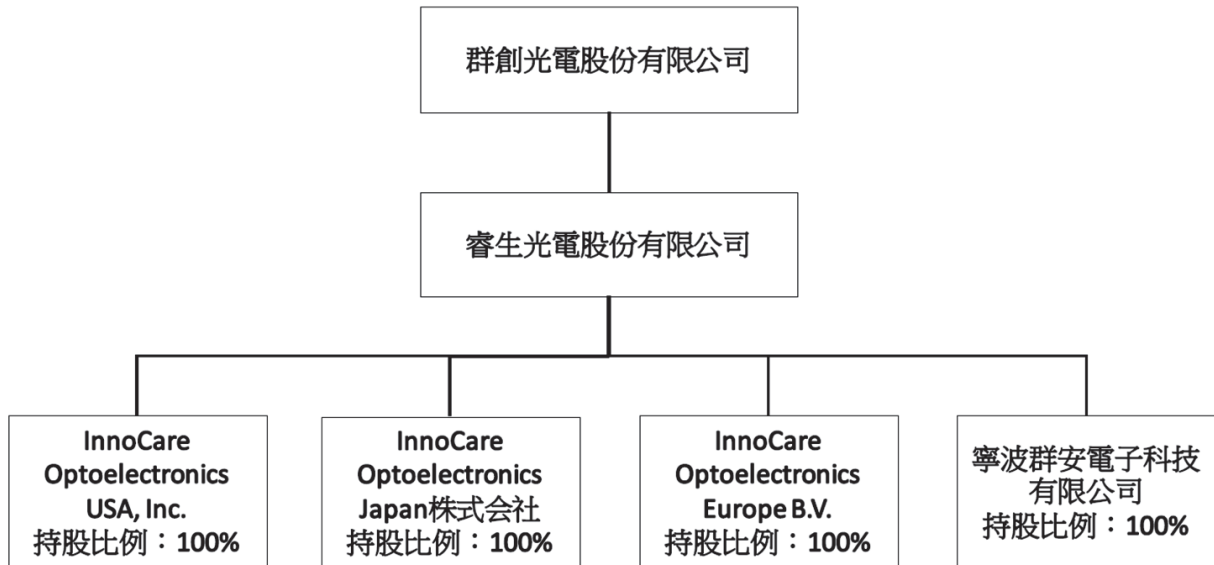 群創光電股份有限公司
睿生光電股份有限公司
InnoCare
Optoelectronics
USA, Inc.
持股比例：100%
InnoCare
Optoelectronics
Japan株式会社
持股比例：100%
InnoCare
Optoelectronics
Europe B.V.
持股比例：100%
寧波群安電子科技
有限公司
持股比例：100%